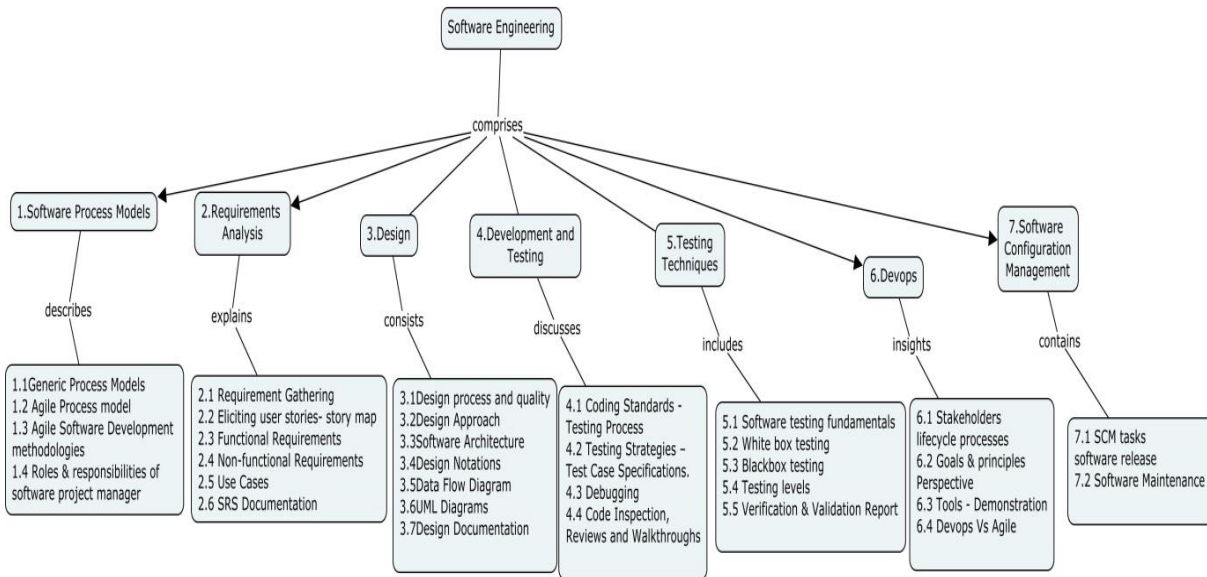 Software Engineering
comprises
1.Software Process Models
2.Requirements
Analysis
3.Design
4.Development and
Testing
5.Testing
Techniques
6.Devops
7.Software
Configuration
Management
describes
explains
consists
discusses
includes
insights
contains
1.1Generic Process Models
1.2 Agile Process model
1.3 Agile Software Development
methodologies
1.4 Roles & responsibilities of
software project manager
2.1 Requirement Gathering
2.2 Eliciting user stories- story map
2.3 Functional Requirements
2.4 Non-functional Requirements
2.5 Use Cases
2.6 SRS Documentation
3.1Design process and quality
3.2Design Approach
3.3Software Architecture
3.4Design Notations
3.5Data Flow Diagram
3.6UML Diagrams
3.7Design Documentation
4.1 Coding Standards -
Testing Process
4.2 Testing Strategies –
Test Case Specifications.
4.3 Debugging
4.4 Code Inspection,
Reviews and Walkthroughs
5.1 Software testing fundamentals
5.2 White box testing
5.3 Blackbox testing
5.4 Testing levels
5.5 Verification & Validation Report
6.1 Stakeholders
lifecycle processes
6.2 Goals & principles
Perspective
6.3 Tools - Demonstration
6.4 Devops Vs Agile
7.1 SCM tasks
software release
7.2 Software Maintenance